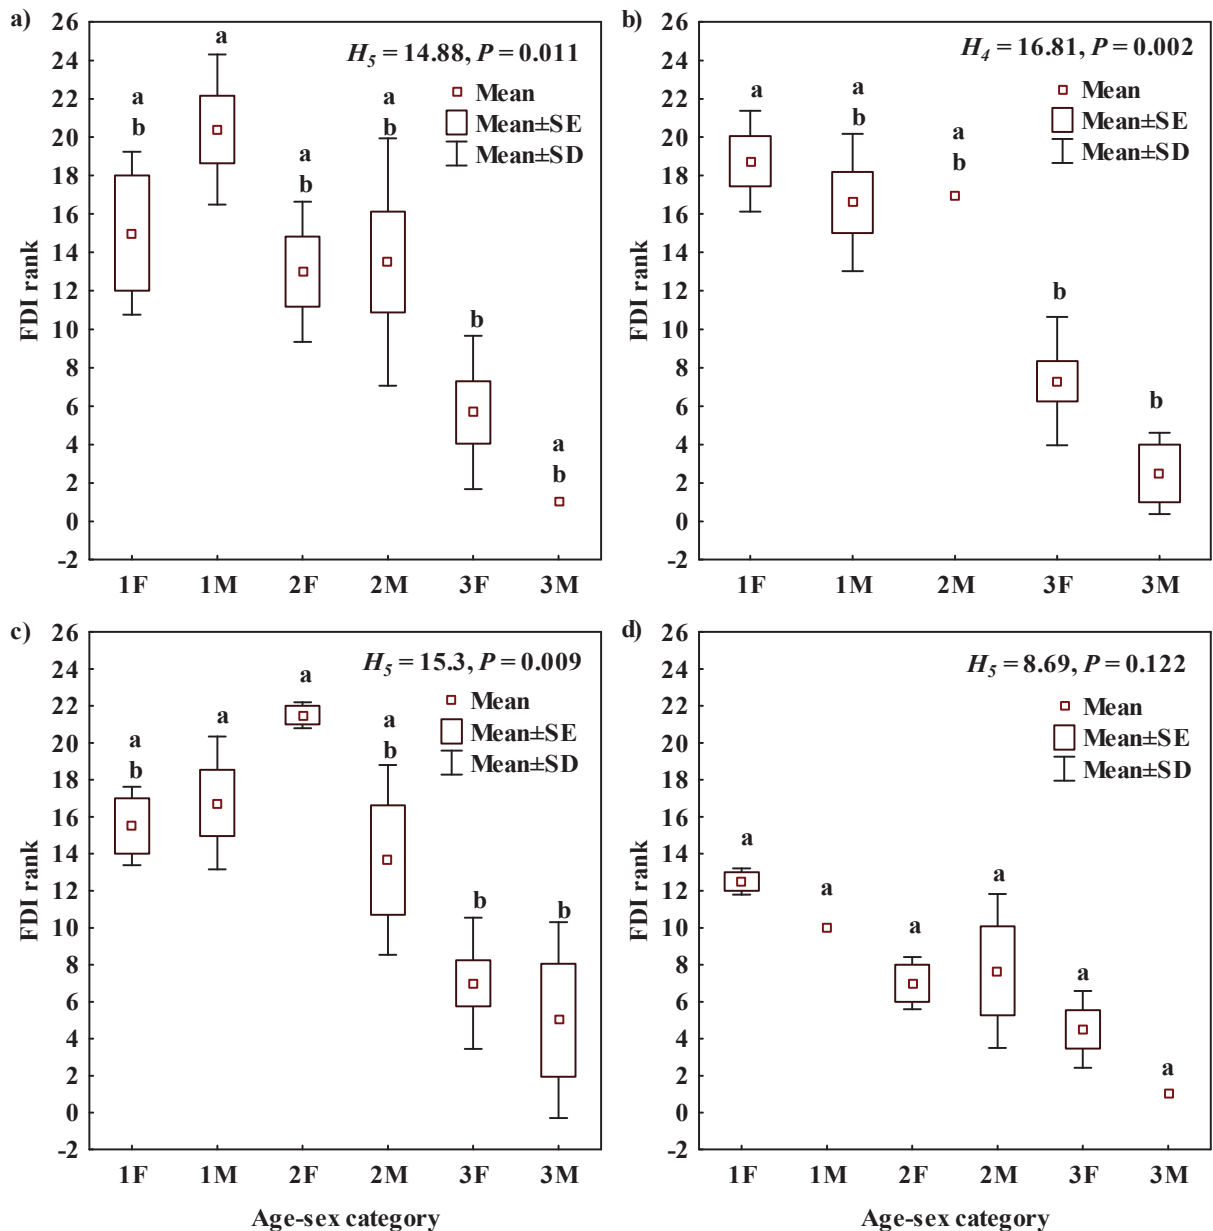 a)
FDI rank
26
24
22
20
18
16
14
12
10
8
6
4
2
0
-2
H5 = 14.88, P = 0.011
Mean
Mean±SE
Mean±SD
a
b
a
a
b
a
b
b
a
b
1F 1M 2F 2M 3F 3M
b)
FDI rank
26
24
22
20
18
16
14
12
10
8
6
4
2
0
-2
H4 = 16.81, P = 0.002
Mean
Mean±SE
Mean±SD
a
a
b
a
b
b
b
1F 1M 2M 3F 3M
c)
FDI rank
26
24
22
20
18
16
14
12
10
8
6
4
2
0
-2
H5 = 15.3, P = 0.009
Mean
Mean±SE
Mean±SD
a
b
a
a
a
b
b
b
1F 1M 2F 2M 3F 3M
Age-sex category
d)
FDI rank
26
24
22
20
18
16
14
12
10
8
6
4
2
0
-2
H5 = 8.69, P = 0.122
Mean
Mean±SE
Mean±SD
a
a
a
a
a
a
1F 1M 2F 2M 3F 3M
Age-sex category